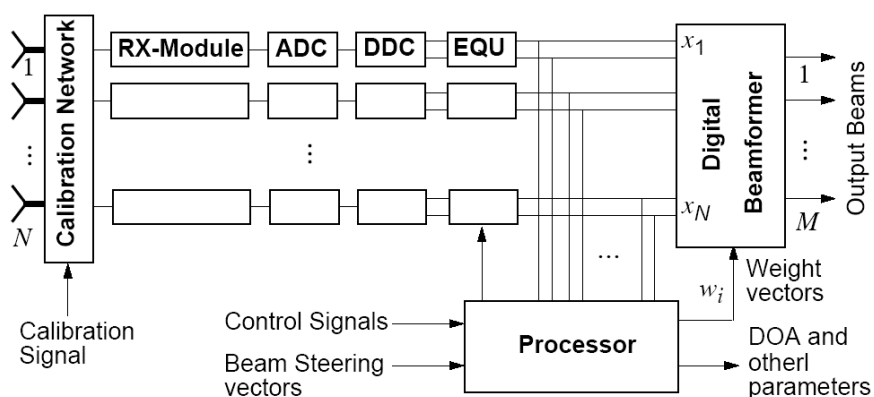 1
N
Calibration Network
Calibration
Signal
RX-Module
ADC
DDC
EQU
...
x1
xN
Digital
Beamformer
1
...
M
Output Beams
...
wi
Weight
vectors
Control Signals
Beam Steering
vectors
Processor
DOA and
otherl
parameters